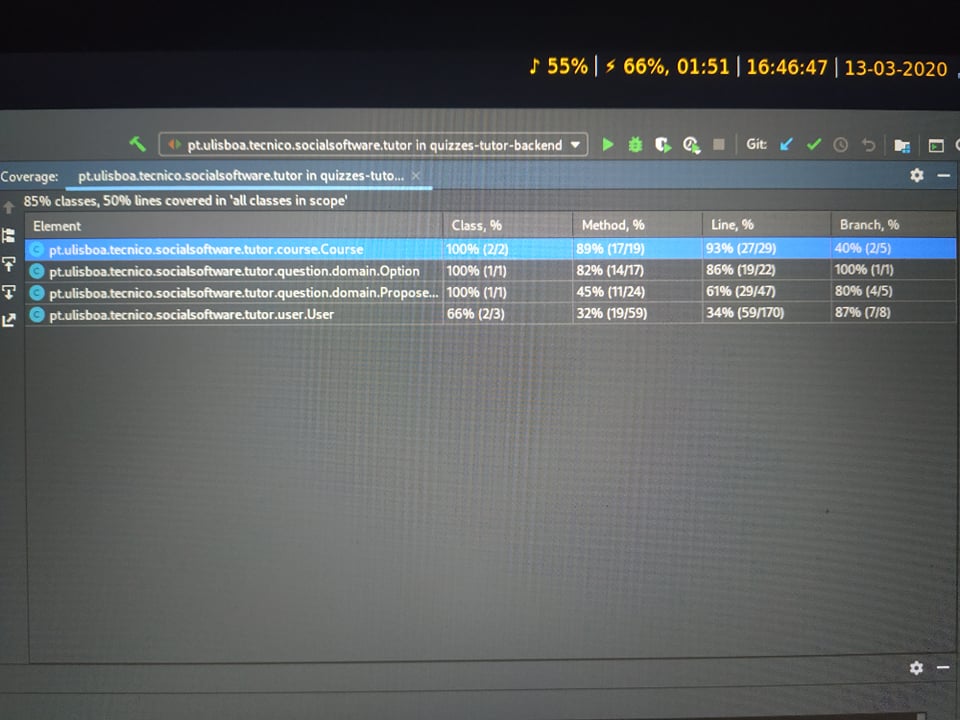 ♪ 55% | ⚡ 66%, 01:51 | 16:46:47 | 13-03-2020
pt.ulisboa.tecnico.socialsoftware.tutor in quizzes-tutor-backend Git:
Coverage: pt.ulisboa.tecnico.socialsoftware.tutor in quizzes-tuto... ×
85% classes, 50% lines covered in 'all classes in scope'
Element Class, % Method, % Line, % Branch, %
C pt.ulisboa.tecnico.socialsoftware.tutor.course.Course 100% (2/2) 89% (17/19) 93% (27/29) 40% (2/5)
C pt.ulisboa.tecnico.socialsoftware.tutor.question.domain.Option 100% (1/1) 82% (14/17) 86% (19/22) 100% (1/1)
C pt.ulisboa.tecnico.socialsoftware.tutor.question.domain.Propose... 100% (1/1) 45% (11/24) 61% (29/47) 80% (4/5)
C pt.ulisboa.tecnico.socialsoftware.tutor.user.User 66% (2/3) 32% (19/59) 34% (59/170) 87% (7/8)